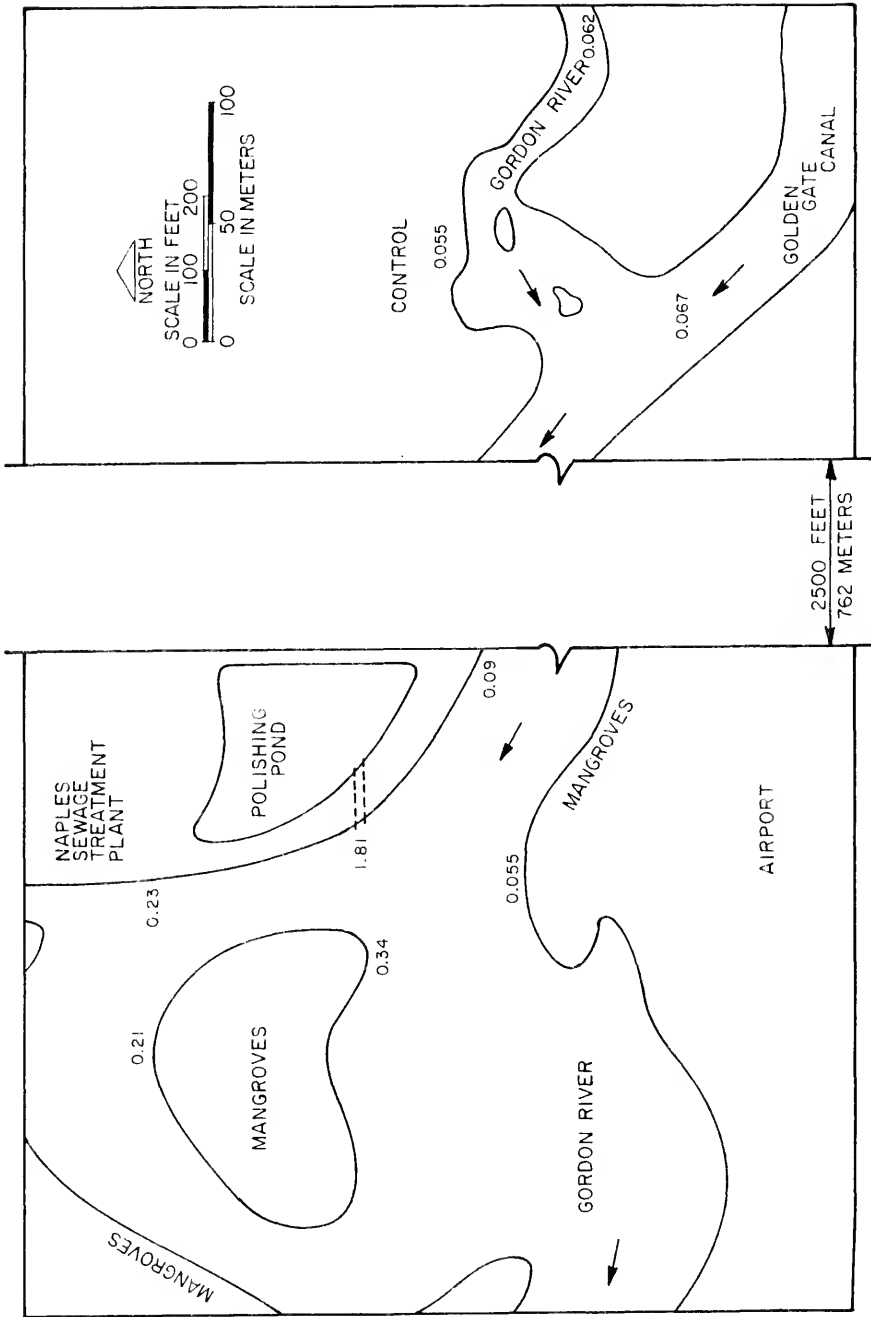 NORTH
SCALE IN FEET
0 100 200
0 50 100
SCALE IN METERS
CONTROL
0.055
GORDON RIVER
0.062
0.067
GOLDEN
GATE
CANAL
2500 FEET
762 METERS
NAPLES
SEWAGE
TREATMENT
PLANT
POLISHING
POND
0.09
1.81
0.23
MANGROVES
0.055
AIRPORT
0.21
0.34
MANGROVES
GORDON RIVER
MANGROVES